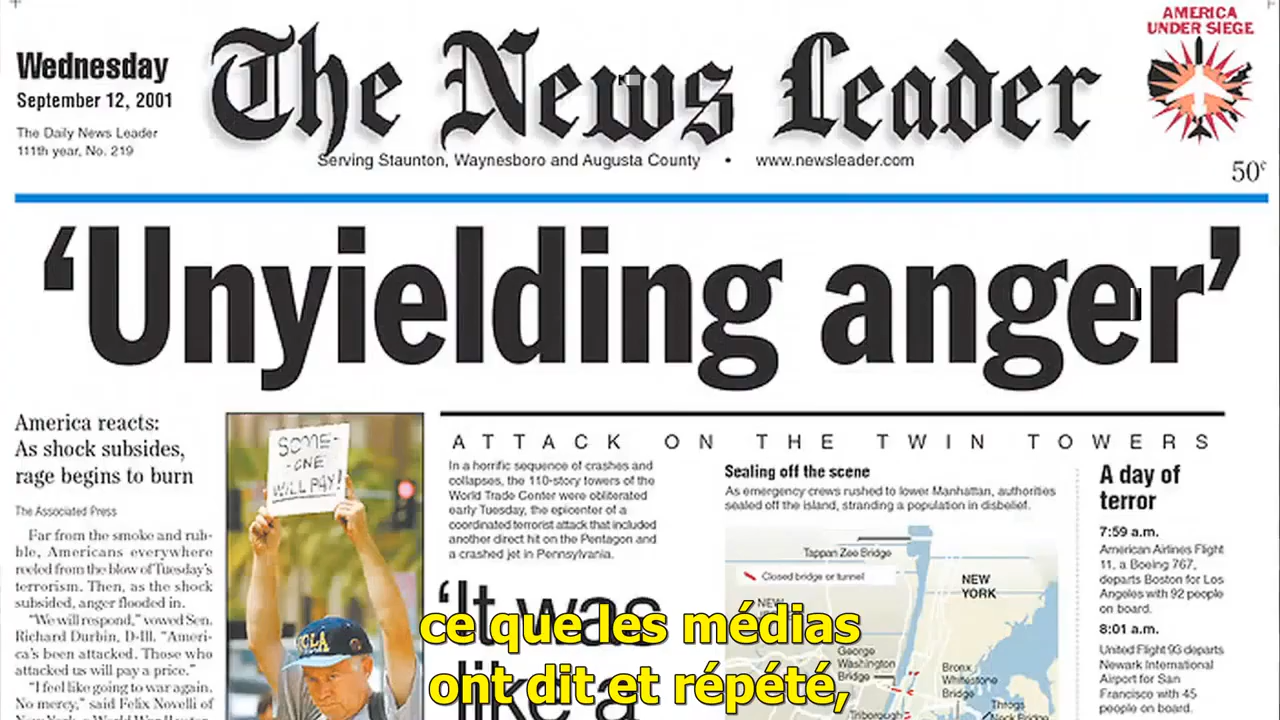 AMERICA
UNDER SIEGE
Wednesday
September 12, 2001
The Daily News Leader
111th year, No. 219
The News Leader
Serving Staunton, Waynesboro and Augusta County • www.newsleader.com
50¢
‘Unyielding anger’
America reacts:
As shock subsides,
rage begins to burn
The Associated Press
Far from the smoke and rub-
ble, Americans everywhere
reeled from the blow of Tuesday's
terrorism. Then, as the shock
subsided, anger flooded in.
"We will respond," vowed Sen.
Richard Durbin, D-Ill. "Ameri-
ca's been attacked. Those who
attacked us will pay a price."
"I feel like going to war again.
No mercy," said Felix Novelli of
SOME-
-ONE
WILL PAY!
UCLA
ATTACK ON THE TWIN TOWERS
In a horrific sequence of crashes and
collapses, the 110-story towers of the
World Trade Center were obliterated
early Tuesday, the epicenter of a
coordinated terrorist attack that included
another direct hit on the Pentagon and
a crashed jet in Pennsylvania.
‘It was
like a
Sealing off the scene
As emergency crews rushed to lower Manhattan, authorities
sealed off the island, stranding a population in disbelief.
Tappan Zee Bridge
Closed bridge or tunnel
NEW
YORK
NEW
George
Washington
Bridge
Bronx
Whitestone
Bridge
Throgs
Neck Bridge
Triborough
A day of
terror
7:59 a.m.
American Airlines Flight
11, a Boeing 767,
departs Boston for Los
Angeles with 92 people
on board.
8:01 a.m.
United Flight 93 departs
Newark International
Airport for San
Francisco with 45
people on board.
ce que les médias
ont dit et répété,